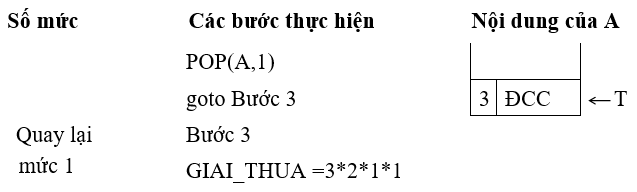 Số mức Các bước thực hiện Nội dung của A
POP(A,1)
goto Bước 3 3 ĐCC ← T
Quay lại Bước 3
mức 1 GIAI_THUA =3*2*1*1